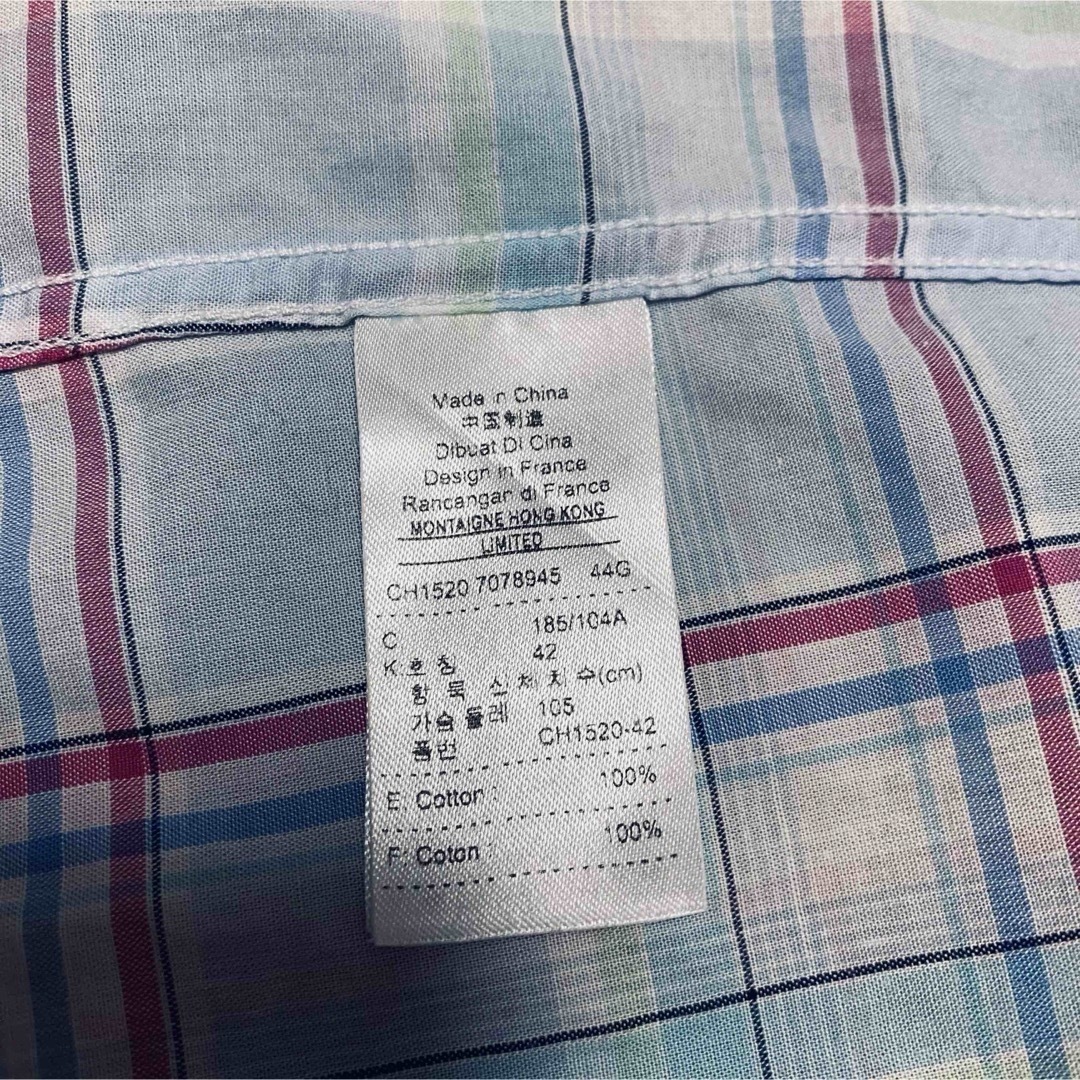 Made in China
中国制造
Dibuat Di Cina
Design in France
Rancangan di France
MONTAIGNE HONG KONG
LIMITED
CH1520 7078945 44G
C 185/104A
K 호 칭 42
항 목 신 체 치 수(cm)
가슴 둘레 105
품번 CH1520-42
E: Cotton : 100%
F: Coton : 100%